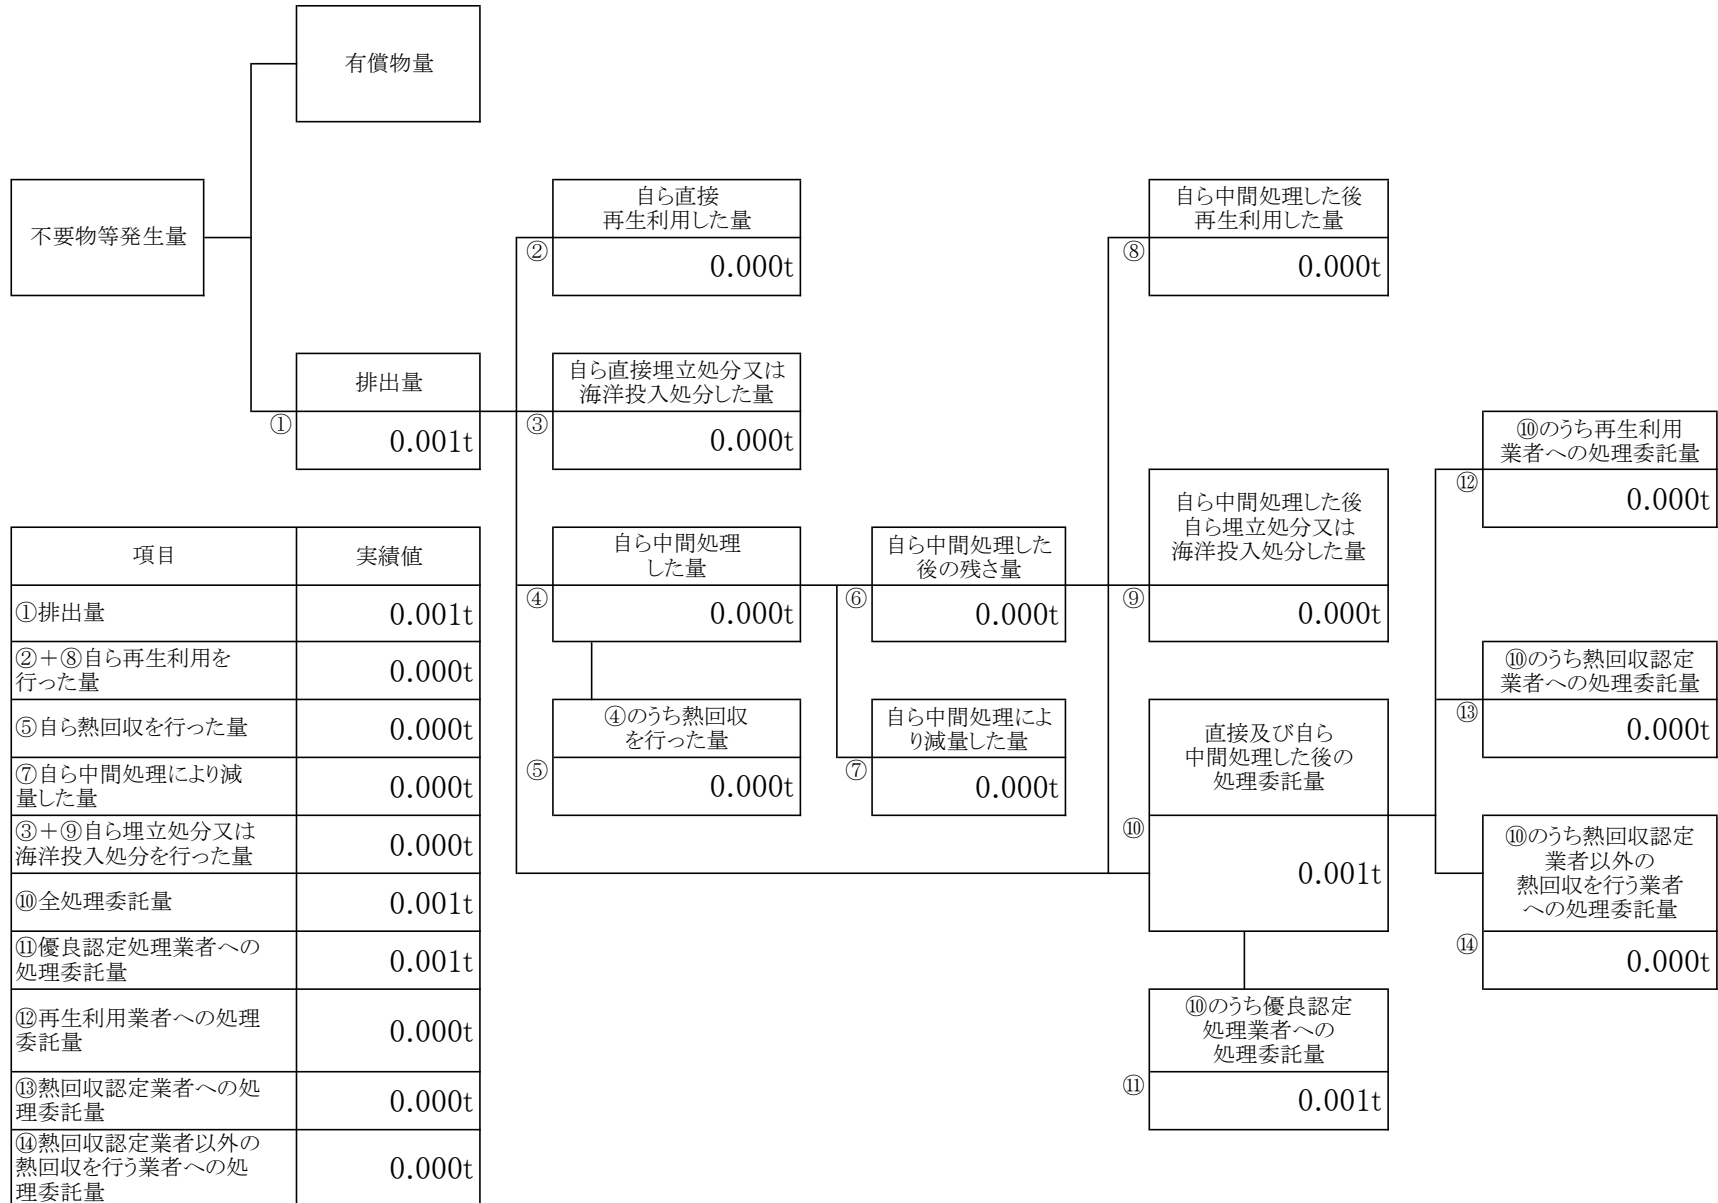 有償物量
不要物等発生量
自ら直接
再生利用した量
②
0.000t
自ら中間処理した後
再生利用した量
⑧
0.000t
排出量
①
0.001t
自ら直接埋立処分又は
海洋投入処分した量
③
0.000t
⑩のうち再生利用
業者への処理委託量
⑫
0.000t
自ら中間処理
した量
④
0.000t
自ら中間処理した
後の残さ量
⑥
0.000t
自ら中間処理した後
自ら埋立処分又は
海洋投入処分した量
⑨
0.000t
⑩のうち熱回収認定
業者への処理委託量
⑬
0.000t
④のうち熱回収
を行った量
⑤
0.000t
自ら中間処理によ
り減量した量
⑦
0.000t
直接及び自ら
中間処理した後の
処理委託量
⑩
0.001t
⑩のうち熱回収認定
業者以外の
熱回収を行う業者
への処理委託量
⑭
0.000t
⑩のうち優良認定
処理業者への
処理委託量
⑪
0.001t
項目
実績値
①排出量
0.001t
②+⑧自ら再生利用を
行った量
0.000t
⑤自ら熱回収を行った量
0.000t
⑦自ら中間処理により減
量した量
0.000t
③+⑨自ら埋立処分又は
海洋投入処分を行った量
0.000t
⑩全処理委託量
0.001t
⑪優良認定処理業者への
処理委託量
0.001t
⑫再生利用業者への処理
委託量
0.000t
⑬熱回収認定業者への処
理委託量
0.000t
⑭熱回収認定業者以外の
熱回収を行う業者への処
理委託量
0.000t